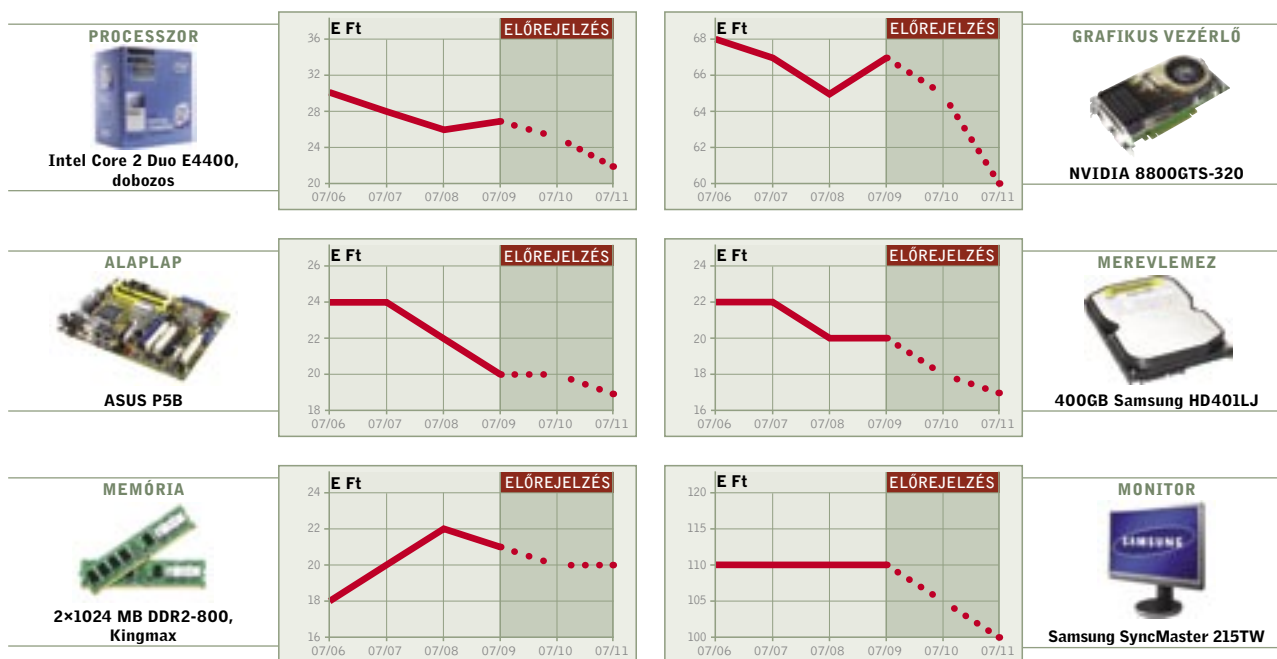 PROCESSZOR
Intel Core 2 Duo E4400,
dobozos
E Ft
ELŐREJELZÉS
36
32
28
24
20
07/06 07/07 07/08 07/09 07/10 07/11
E Ft
ELŐREJELZÉS
68
66
64
62
60
07/06 07/07 07/08 07/09 07/10 07/11
GRAFIKUS VEZÉRLŐ
NVIDIA 8800GTS-320
ALAPLAP
ASUS P5B
E Ft
ELŐREJELZÉS
26
24
22
20
18
07/06 07/07 07/08 07/09 07/10 07/11
E Ft
ELŐREJELZÉS
24
22
20
18
16
07/06 07/07 07/08 07/09 07/10 07/11
MEREVLEMEZ
400GB Samsung HD401LJ
MEMÓRIA
2×1024 MB DDR2-800,
Kingmax
E Ft
ELŐREJELZÉS
24
22
20
18
16
07/06 07/07 07/08 07/09 07/10 07/11
E Ft
ELŐREJELZÉS
120
110
100
07/06 07/07 07/08 07/09 07/10 07/11
MONITOR
SAMSUNG
Samsung SyncMaster 215TW